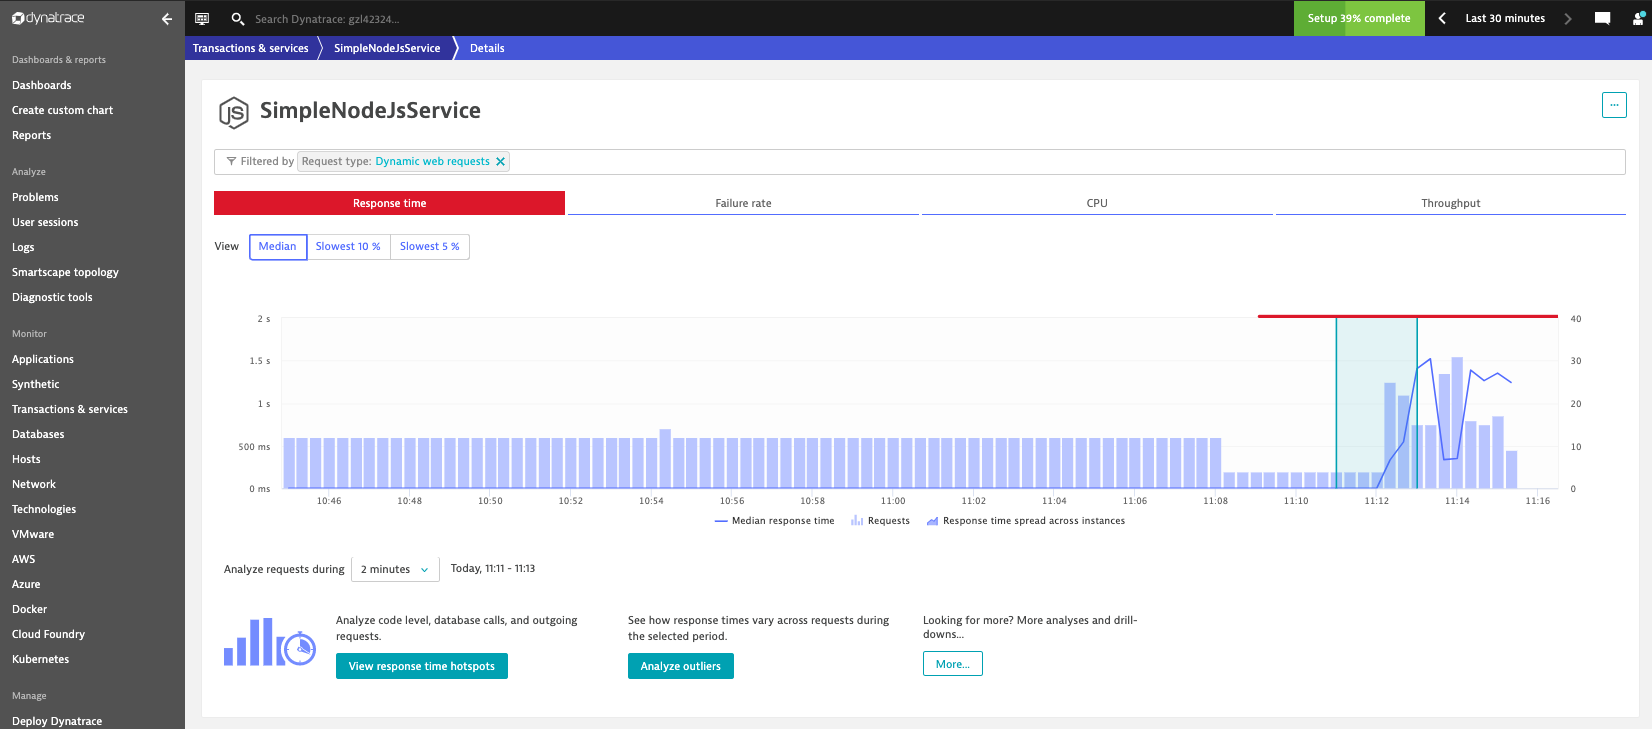 dynatrace
Search Dynatrace: gzl42324...
Setup 39% complete
Last 30 minutes
Transactions & services
SimpleNodeJsService
Details
Dashboards & reports
Dashboards
Create custom chart
Reports
Analyze
Problems
User sessions
Logs
Smartscape topology
Diagnostic tools
Monitor
Applications
Synthetic
Transactions & services
Databases
Hosts
Network
Technologies
VMware
AWS
Azure
Docker
Cloud Foundry
Kubernetes
Manage
Deploy Dynatrace
JS
SimpleNodeJsService
...
Filtered by Request type: Dynamic web requests
Response time
Failure rate
CPU
Throughput
View Median Slowest 10 % Slowest 5 %
2 s
1.5 s
1 s
500 ms
0 ms
40
30
20
10
0
10:46 10:48 10:50 10:52 10:54 10:56 10:58 11:00 11:02 11:04 11:06 11:08 11:10 11:12 11:14 11:16
Median response time Requests Response time spread across instances
Analyze requests during 2 minutes Today, 11:11 - 11:13
Analyze code level, database calls, and outgoing
requests.
View response time hotspots
See how response times vary across requests during
the selected period.
Analyze outliers
Looking for more? More analyses and drill-
downs...
More...